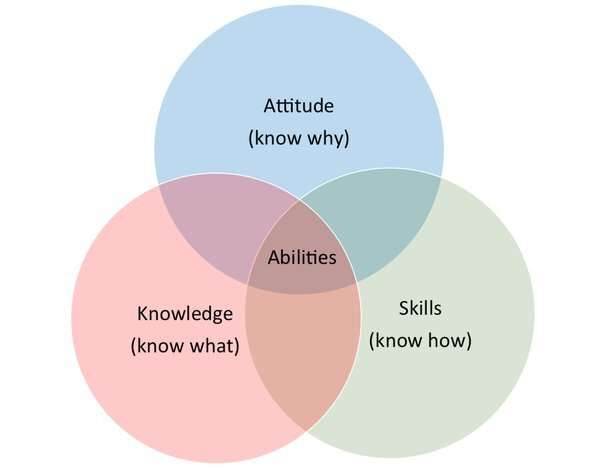 Attitude
(know why)
Abilities
Knowledge
(know what)
Skills
(know how)